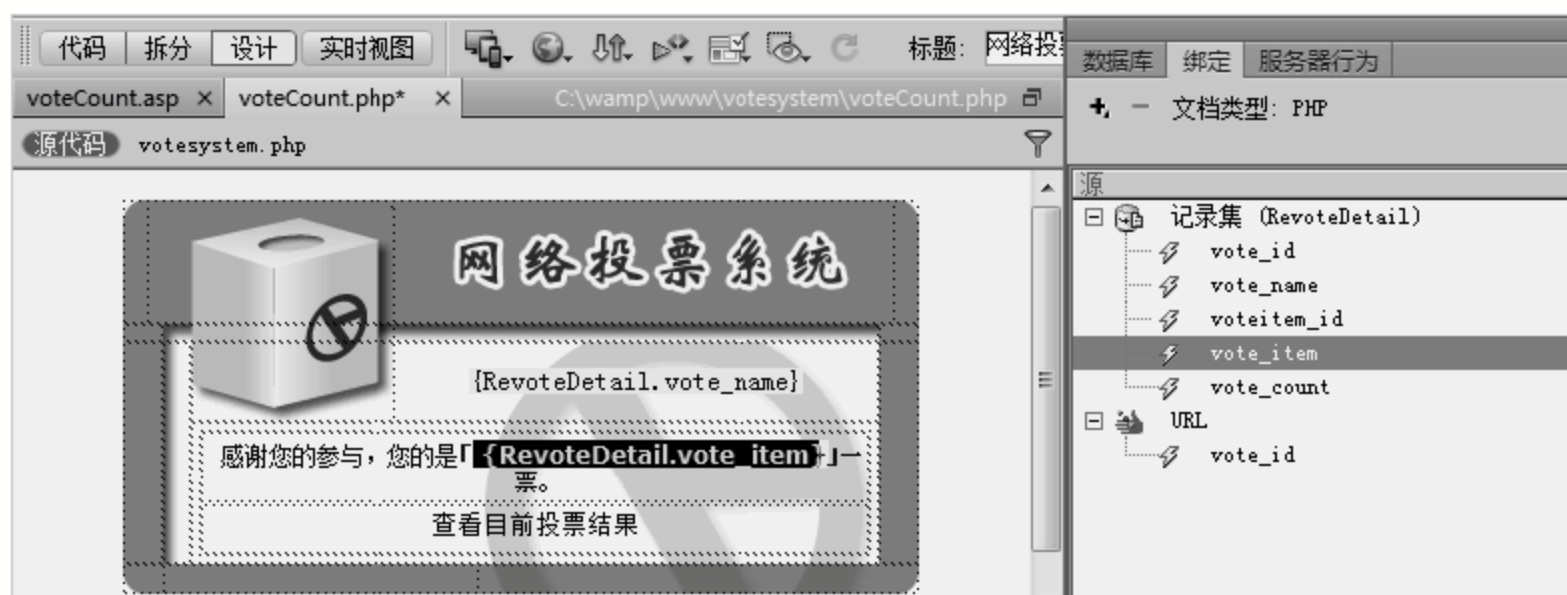 代码 拆分 设计 实时视图 标题:
voteCount.asp × voteCount.php* × C:\wamp\www\votesystem\voteCount.php
源代码 votesystem.php
网络投票系统
{RevoteDetail.vote_name}
感谢您的参与，您的是「{RevoteDetail.vote_item}」一
票。
查看目前投票结果
数据库 绑定 服务器行为
+ － 文档类型: PHP
源
记录集 (RevoteDetail)
vote_id
vote_name
voteitem_id
vote_item
vote_count
URL
vote_id